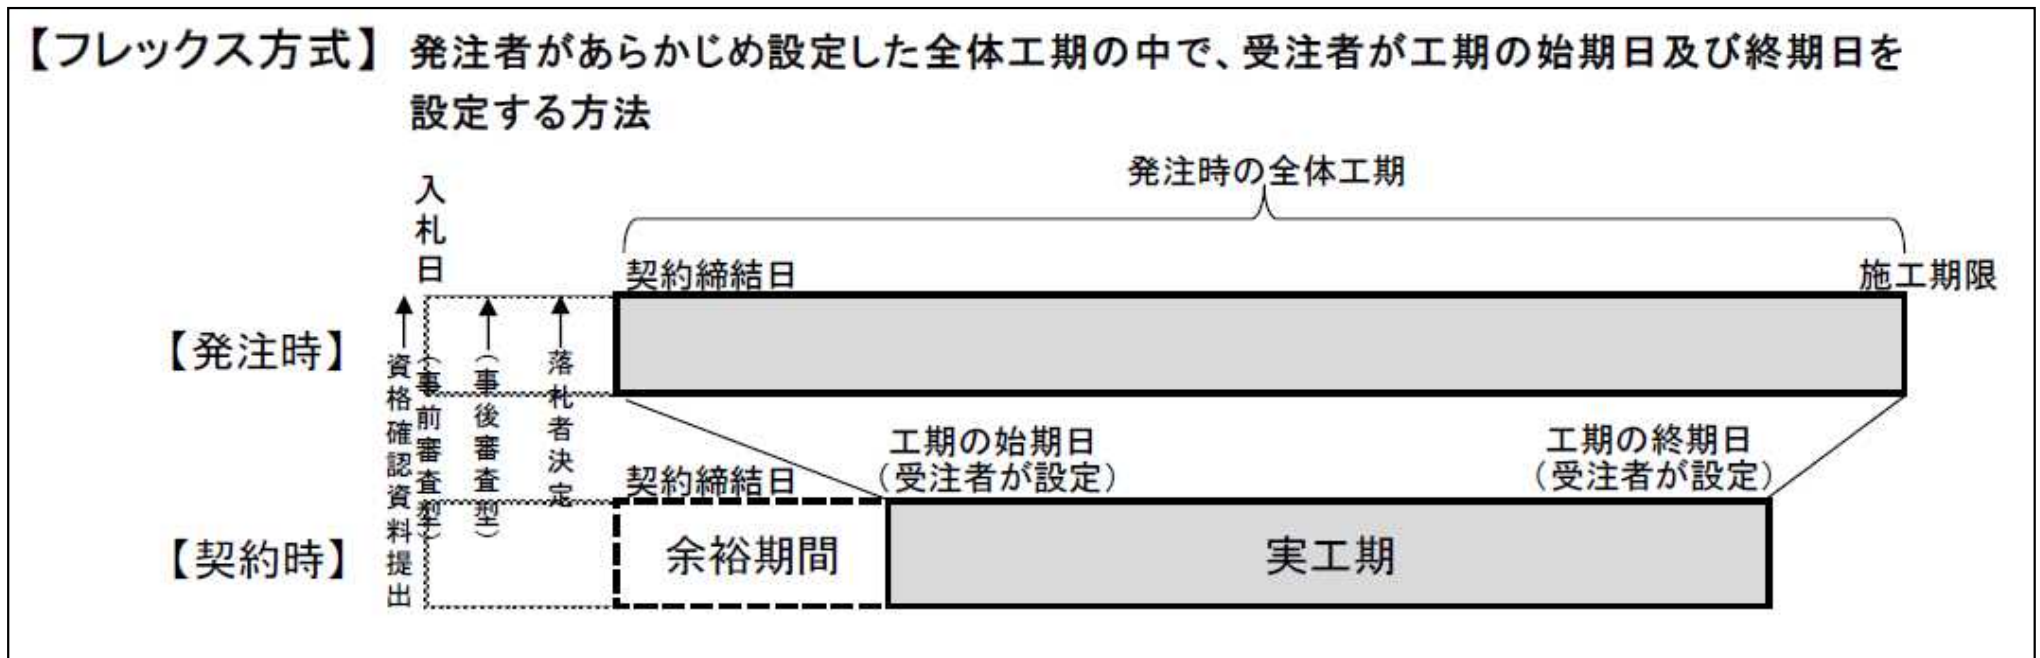 【フレックス方式】 発注者があらかじめ設定した全体工期の中で、受注者が工期の始期日及び終期日を
設定する方法
発注時の全体工期
入札日
契約締結日
施工期限
【発注時】
資格確認資料提出
（事前審査型）
（事後審査型）
落札者決定
工期の始期日
（受注者が設定）
工期の終期日
（受注者が設定）
契約締結日
【契約時】
余裕期間
実工期